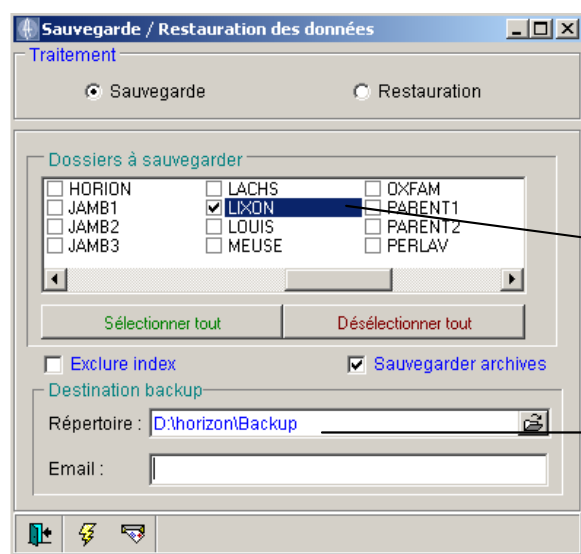 Sauvegarde / Restauration des données
Traitement
Sauvegarde Restauration
Dossiers à sauvegarder
HORION LACHS OXFAM
JAMB1 LIXON PARENT1
JAMB2 LOUIS PARENT2
JAMB3 MEUSE PERLAV
Sélectionner tout Désélectionner tout
Exclure index Sauvegarder archives
Destination backup
Répertoire : D:\horizon\Backup
Email :